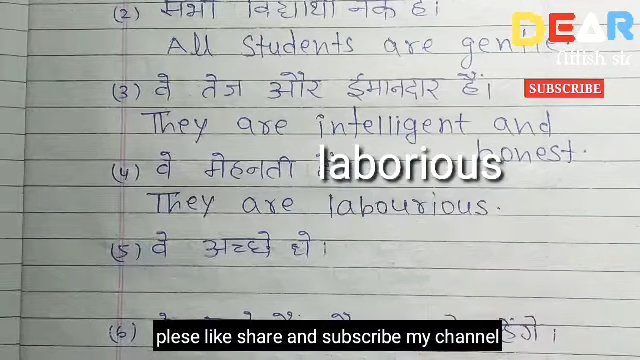 (2) सभी विद्यार्थी नेक हैं।
All Students are gentle.
DEAR
SUBSCRIBE
(3) वे तेज और ईमानदार हैं।
They are intelligent and
honest.
(4) वे मेहनती
laborious
They are labourious.
(5) वे अच्छे थे।
(6)
plese like share and subscribe my channel